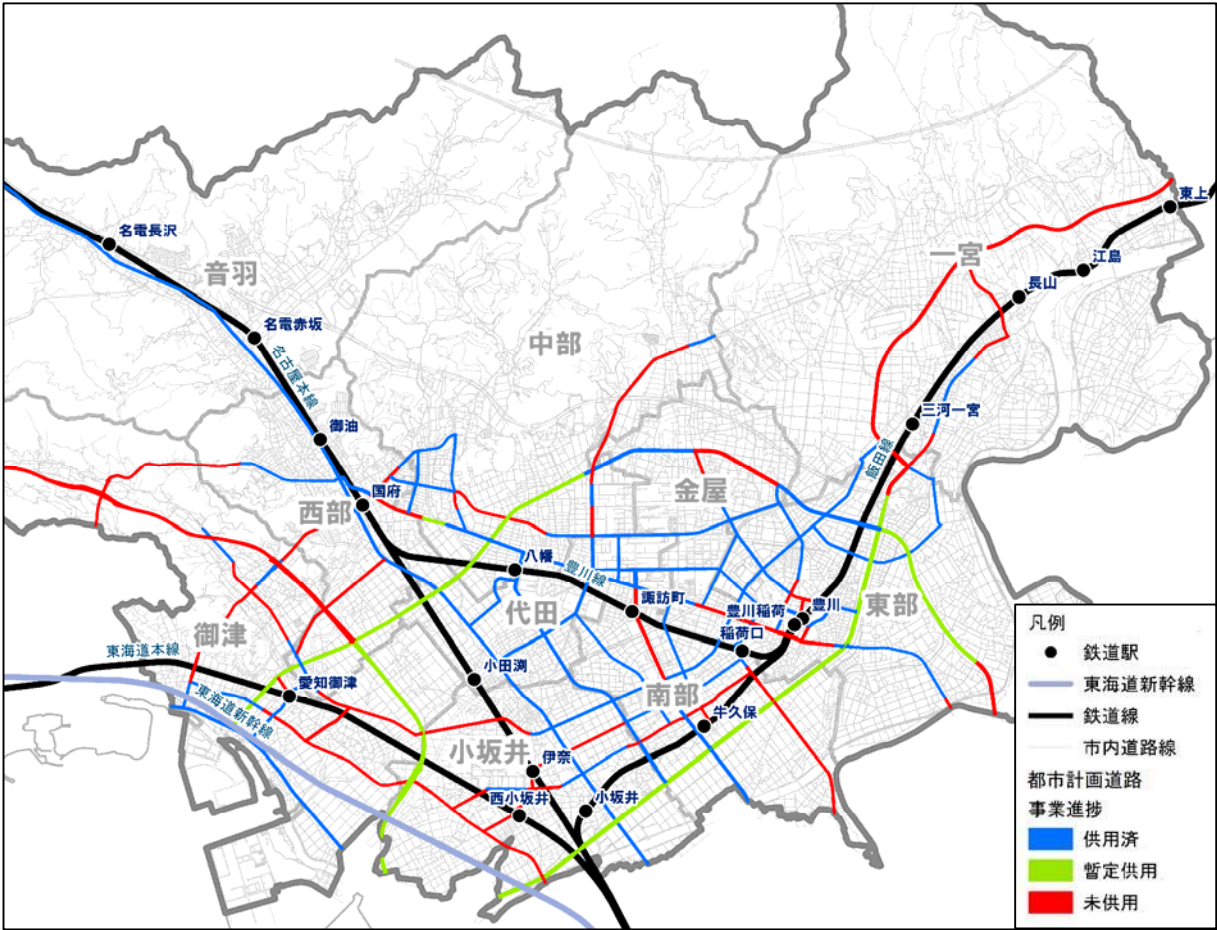 東上
名電長沢
一宮
江島
音羽
長山
名電赤坂
中部
名古屋本線
三河一宮
御油
飯田線
国府
金屋
西部
八幡
豊川線
諏訪町
豊川稲荷
豊川
東部
代田
稲荷口
御津
東海道本線
小田渕
愛知御津
東海道新幹線
南部
牛久保
小坂井
伊奈
西小坂井
小坂井
凡例
鉄道駅
東海道新幹線
鉄道線
市内道路線
都市計画道路
事業進捗
供用済
暫定供用
未供用